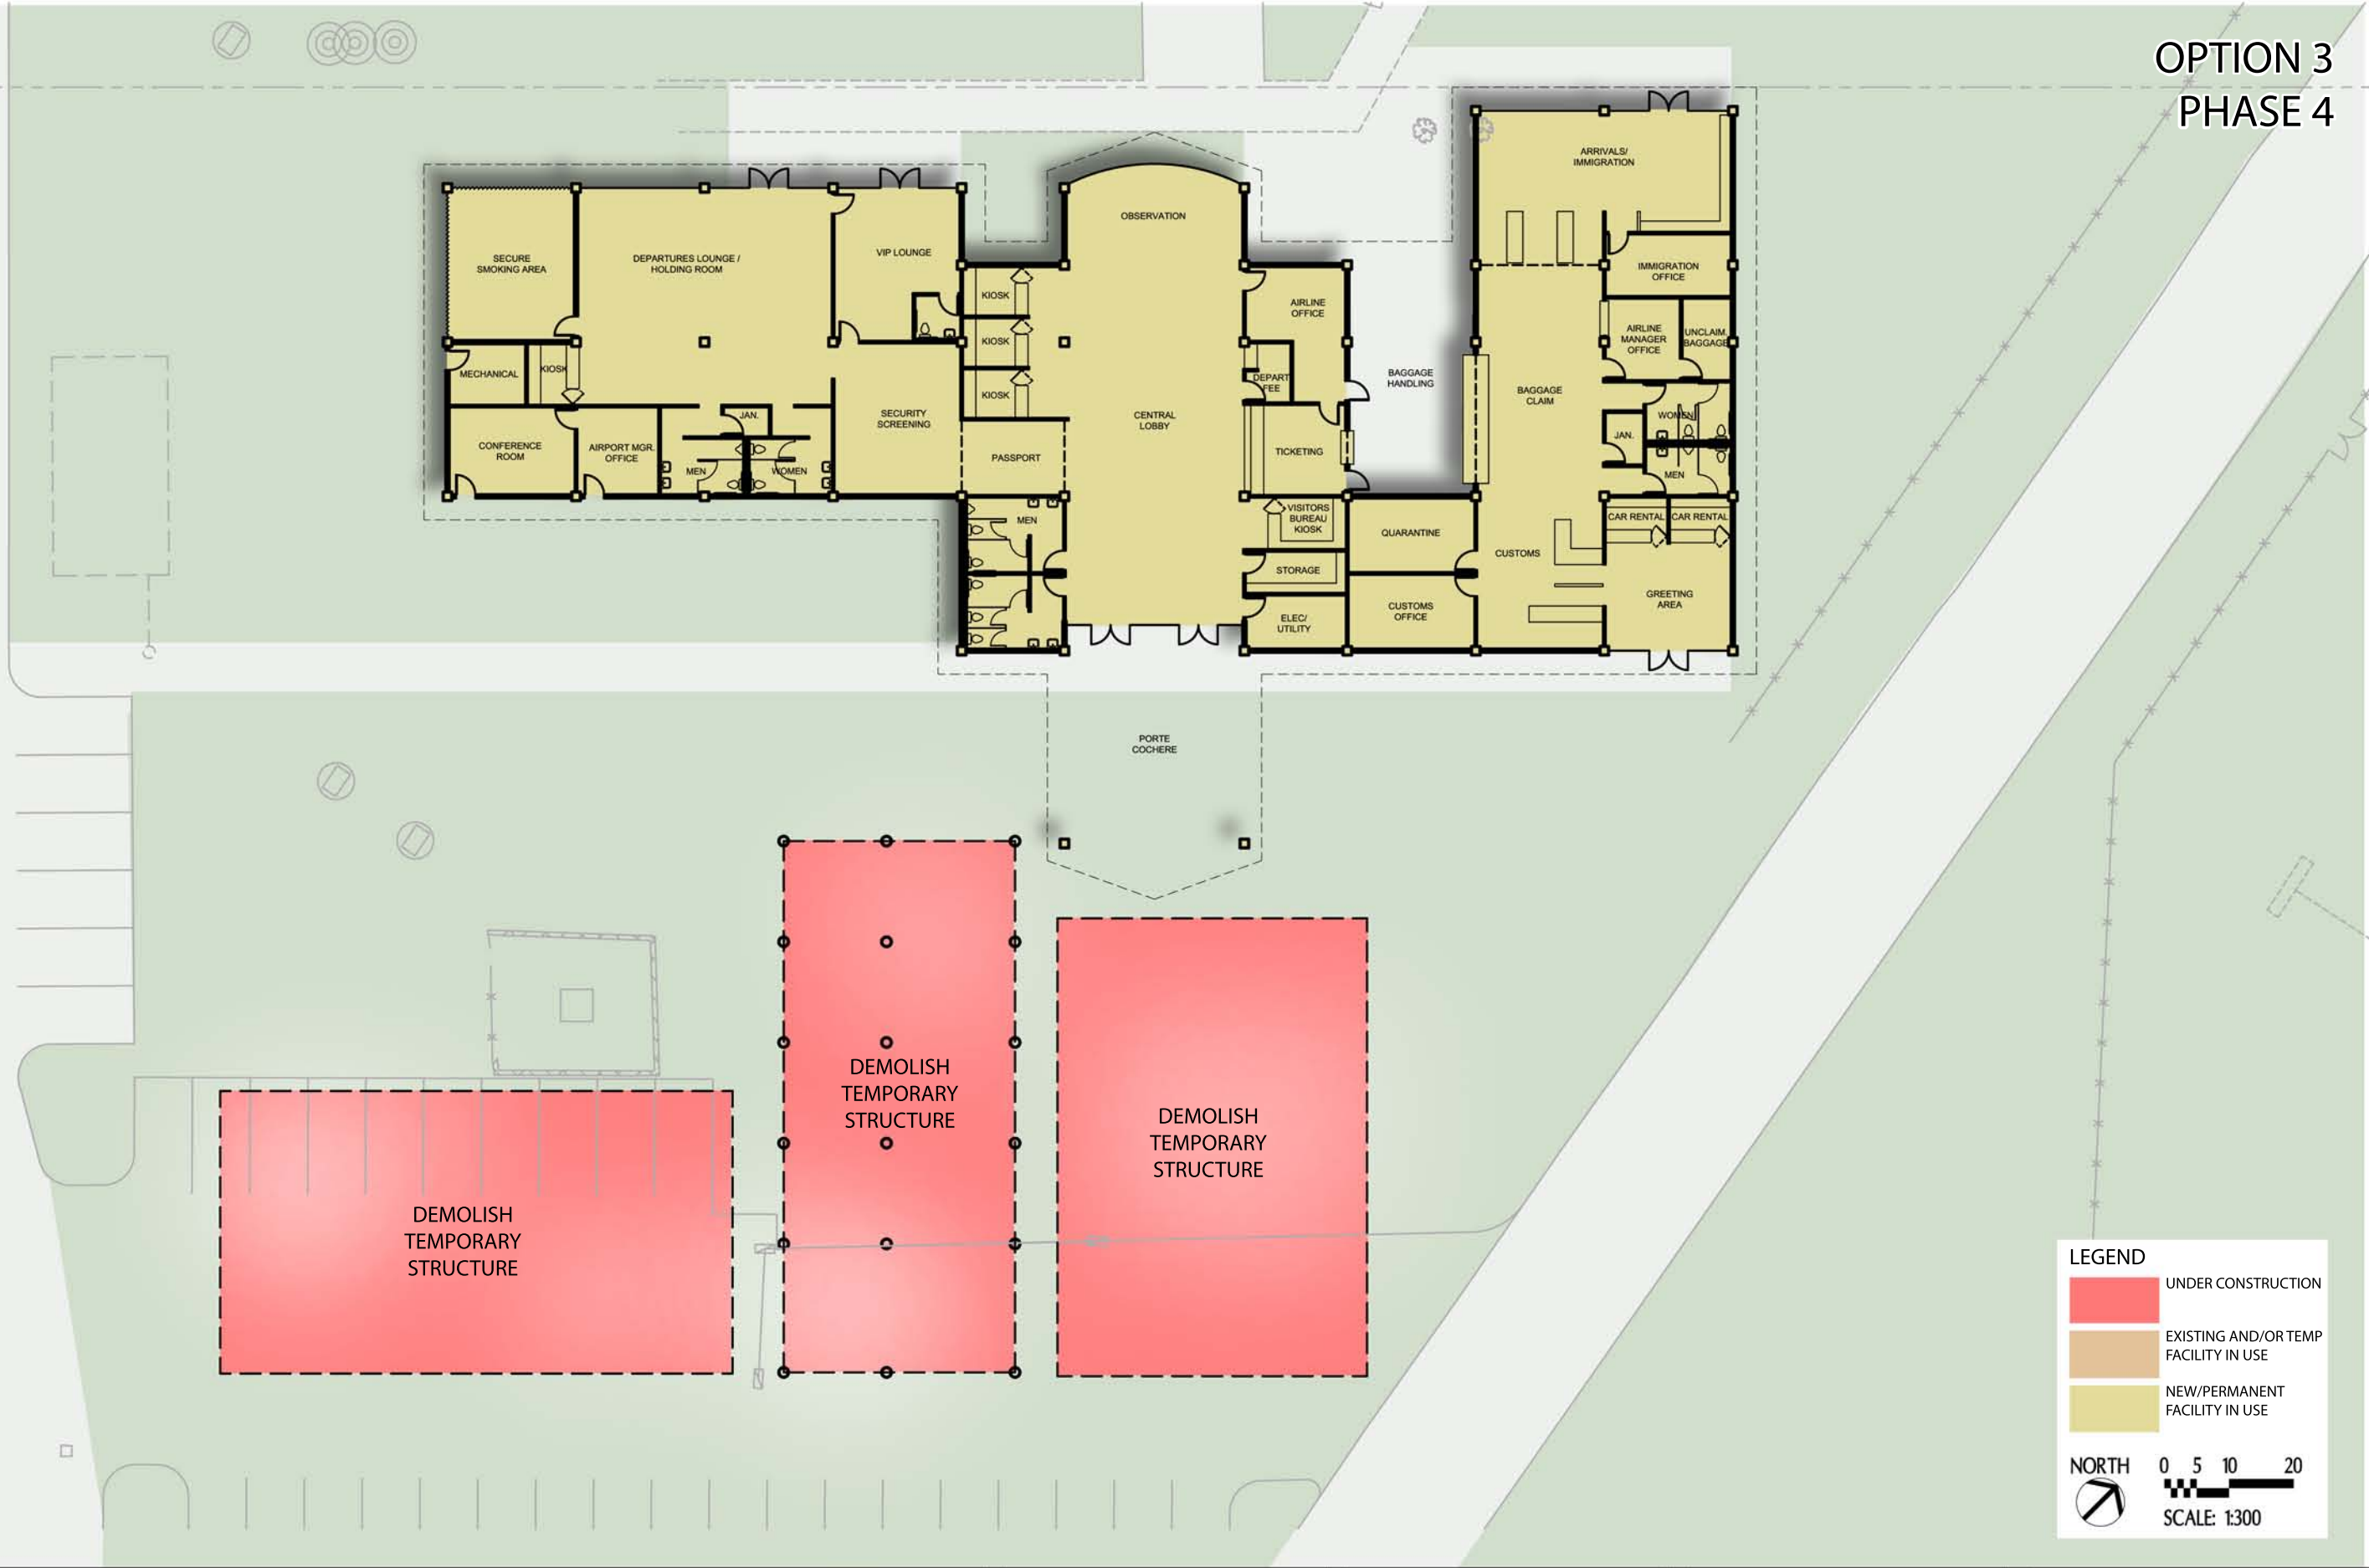 OPTION 3
PHASE 4
ARRIVALS/
IMMIGRATION
OBSERVATION
SECURE
SMOKING AREA
DEPARTURES LOUNGE /
HOLDING ROOM
VIP LOUNGE
IMMIGRATION
OFFICE
KIOSK
AIRLINE
OFFICE
KIOSK
AIRLINE
MANAGER
OFFICE
UNCLAIM.
BAGGAGE
MECHANICAL
KIOSK
KIOSK
DEPART
FEE
BAGGAGE
HANDLING
BAGGAGE
CLAIM
JAN.
SECURITY
SCREENING
CENTRAL
LOBBY
WOMEN
JAN.
CONFERENCE
ROOM
AIRPORT MGR.
OFFICE
MEN
WOMEN
PASSPORT
TICKETING
MEN
MEN
VISITORS
BUREAU
KIOSK
CAR RENTAL
CAR RENTAL
QUARANTINE
CUSTOMS
STORAGE
GREETING
AREA
ELEC/
UTILITY
CUSTOMS
OFFICE
PORTE
COCHERE
DEMOLISH
TEMPORARY
STRUCTURE
DEMOLISH
TEMPORARY
STRUCTURE
DEMOLISH
TEMPORARY
STRUCTURE
LEGEND
UNDER CONSTRUCTION
EXISTING AND/OR TEMP
FACILITY IN USE
NEW/PERMANENT
FACILITY IN USE
NORTH
0 5 10 20
SCALE: 1:300